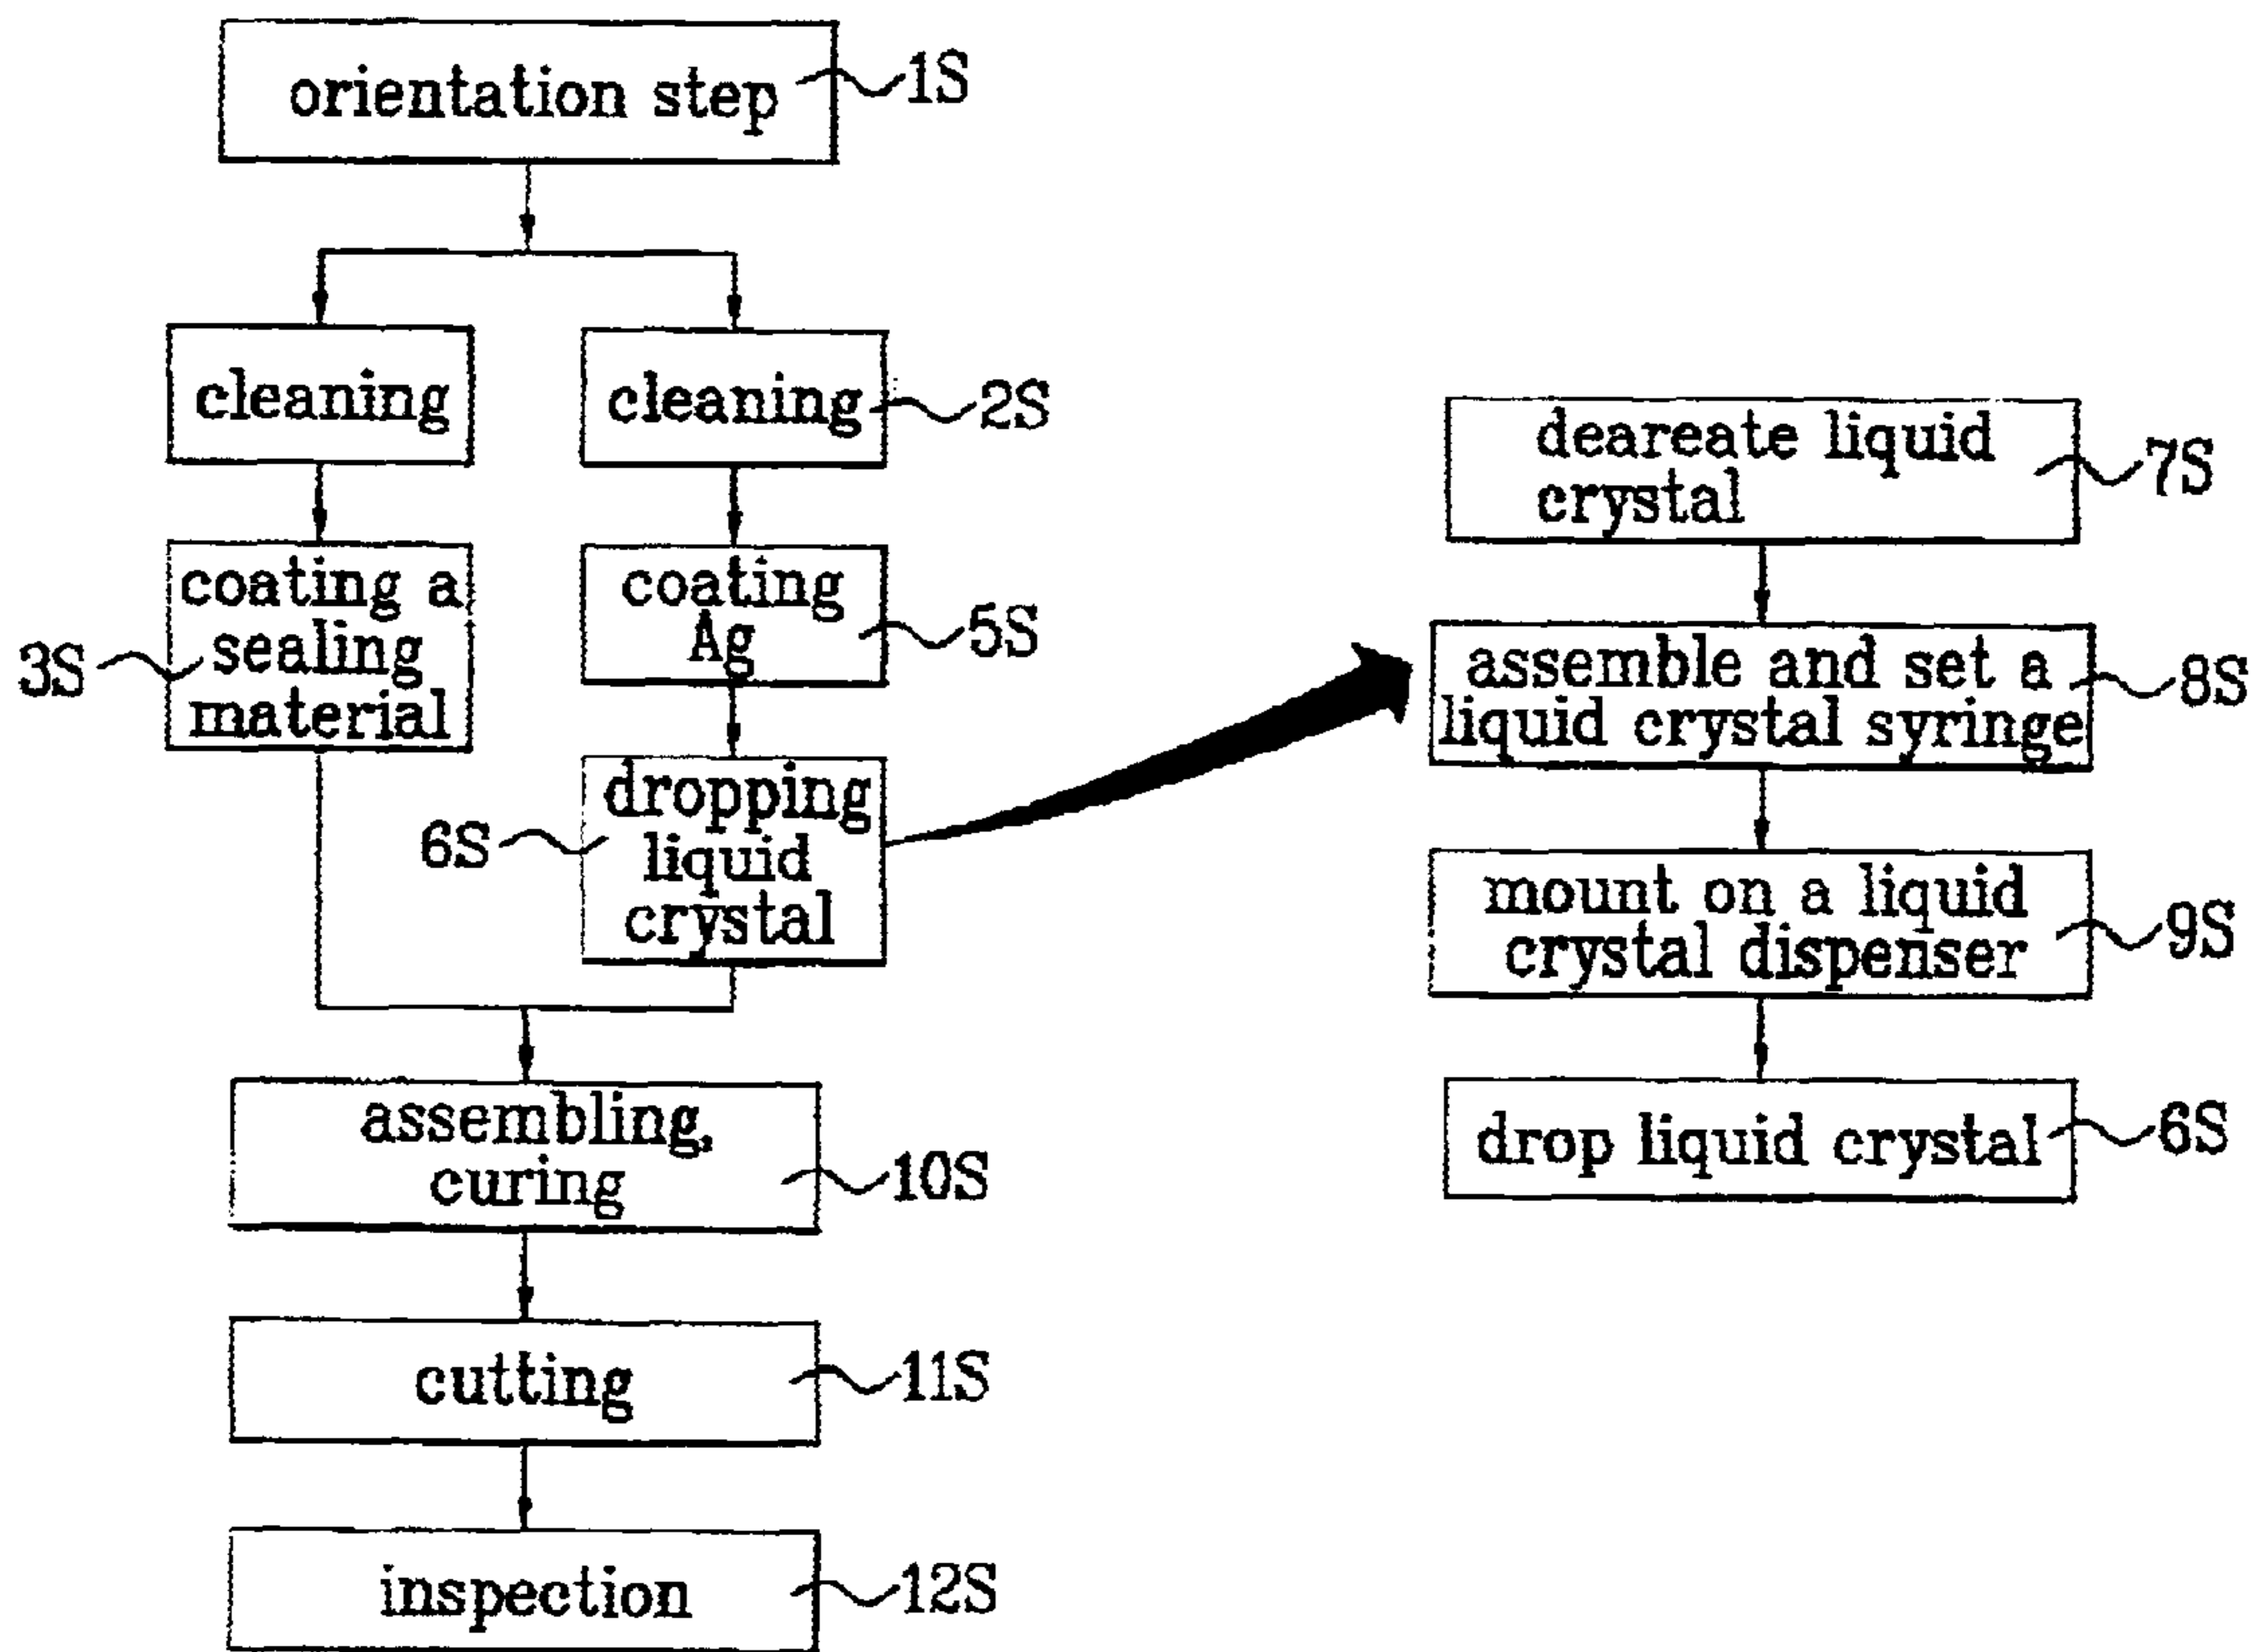 orientation step
1S
cleaning
cleaning
2S
coating a
sealing
material
3S
coating
Ag
5S
dropping
liquid
crystal
6S
assembling,
curing
10S
cutting
11S
inspection
12S
deareate liquid
crystal
7S
assemble and set a
liquid crystal syringe
8S
mount on a liquid
crystal dispenser
9S
drop liquid crystal
6S